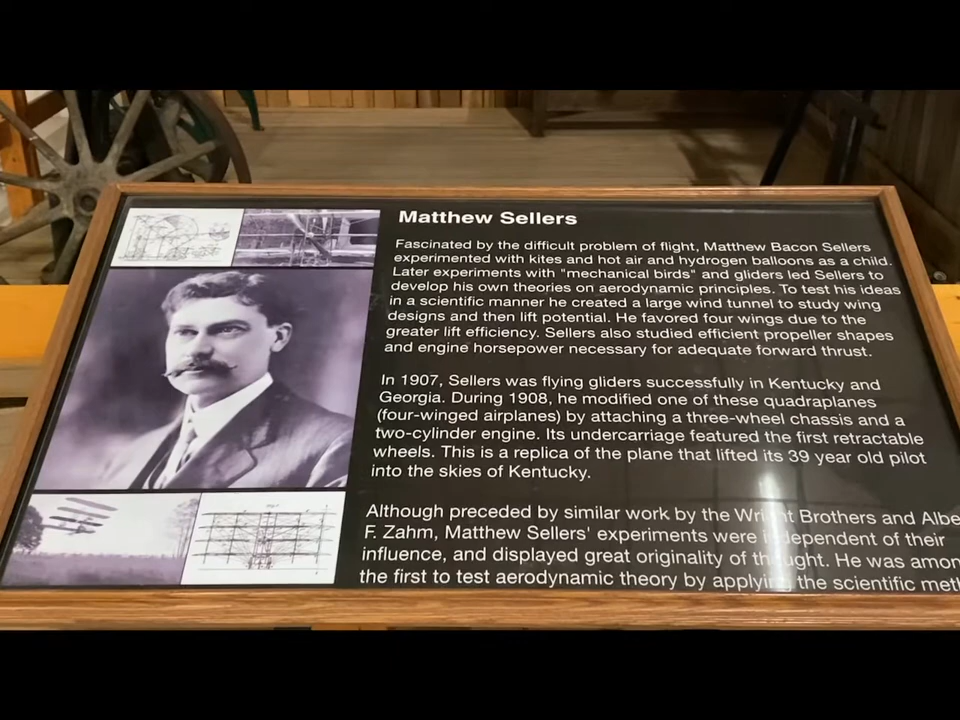 Matthew Sellers
Fascinated by the difficult problem of flight, Matthew Bacon Sellers
experimented with kites and hot air and hydrogen balloons as a child.
Later experiments with "mechanical birds" and gliders led Sellers to
develop his own theories on aerodynamic principles. To test his ideas
in a scientific manner he created a large wind tunnel to study wing
designs and then lift potential. He favored four wings due to the
greater lift efficiency. Sellers also studied efficient propeller shapes
and engine horsepower necessary for adequate forward thrust.
In 1907, Sellers was flying gliders successfully in Kentucky and
Georgia. During 1908, he modified one of these quadraplanes
(four-winged airplanes) by attaching a three-wheel chassis and a
two-cylinder engine. Its undercarriage featured the first retractable
wheels. This is a replica of the plane that lifted its 39 year old pilot
into the skies of Kentucky.
Although preceded by similar work by the Wright Brothers and Albe
F. Zahm, Matthew Sellers' experiments were independent of their
influence, and displayed great originality of thought. He was amon
the first to test aerodynamic theory by applying the scientific met